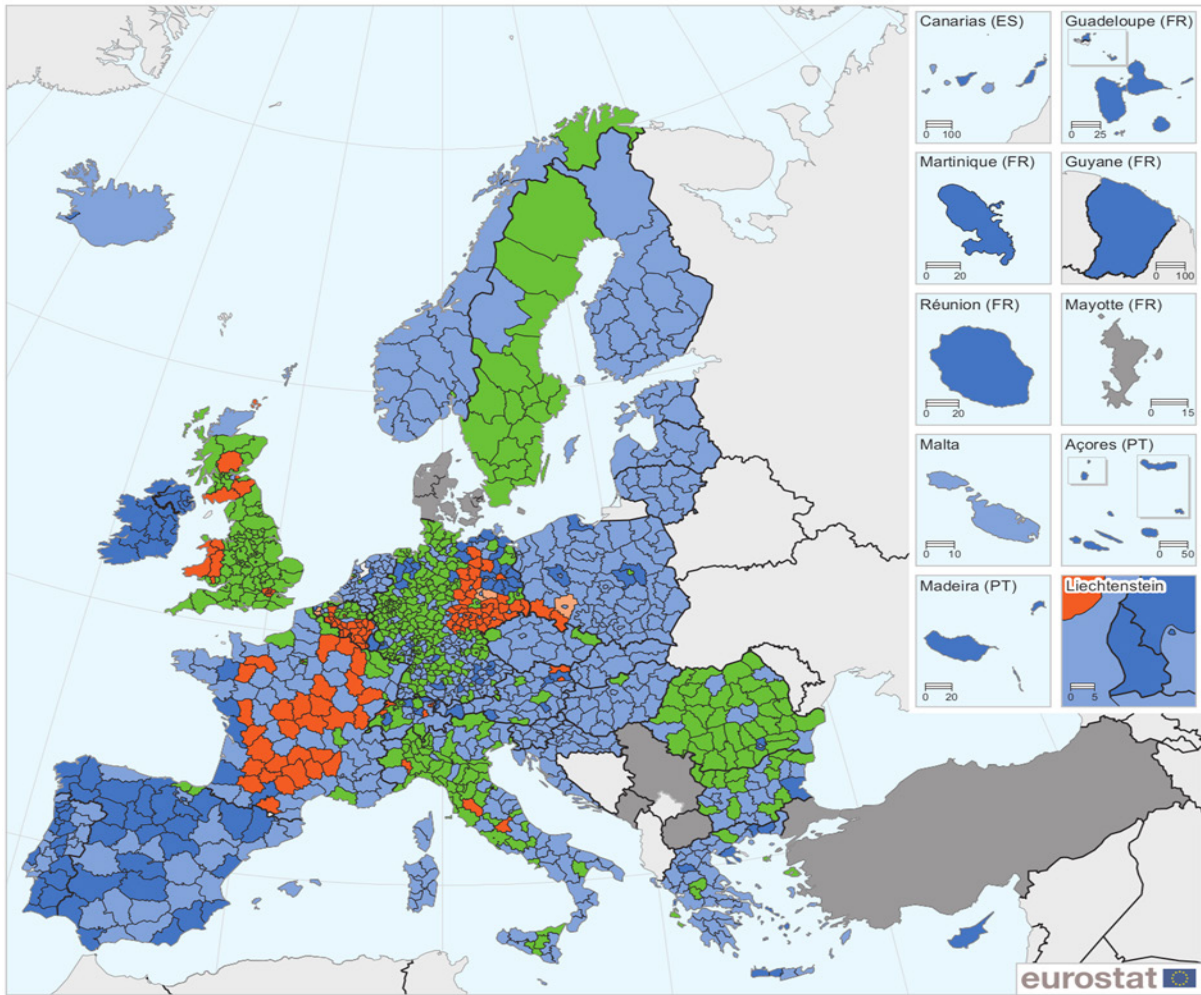 Canarias (ES)
0 100
Guadeloupe (FR)
0 25
Martinique (FR)
0 20
Guyane (FR)
0 100
Réunion (FR)
0 20
Mayotte (FR)
0 15
Malta
0 10
Açores (PT)
0 50
Madeira (PT)
0 20
Liechtenstein
0 5
eurostat